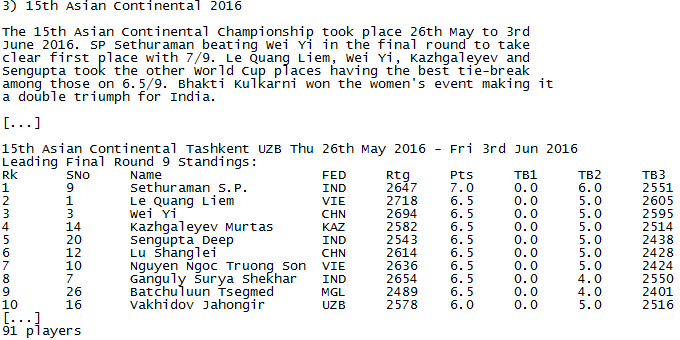 3) 15th Asian Continental 2016
The 15th Asian Continental Championship took place 26th May to 3rd
June 2016. SP Sethuraman beating Wei Yi in the final round to take
clear first place with 7/9. Le Quang Liem, Wei Yi, Kazhgaleyev and
Sengupta took the other World Cup places having the best tie-break
among those on 6.5/9. Bhakti Kulkarni won the women's event making it
a double triumph for India.
[...]
15th Asian Continental Tashkent UZB Thu 26th May 2016 - Fri 3rd Jun 2016
Leading Final Round 9 Standings:
Rk SNo Name FED Rtg Pts TB1 TB2 TB3
1 9 Sethuraman S.P. IND 2647 7.0 0.0 6.0 2551
2 1 Le Quang Liem VIE 2718 6.5 0.0 5.0 2605
3 3 Wei Yi CHN 2694 6.5 0.0 5.0 2595
4 14 Kazhgaleyev Murtas KAZ 2582 6.5 0.0 5.0 2514
5 20 Sengupta Deep IND 2543 6.5 0.0 5.0 2438
6 12 Lu Shanglei CHN 2614 6.5 0.0 5.0 2428
7 10 Nguyen Ngoc Truong Son VIE 2636 6.5 0.0 5.0 2424
8 7 Ganguly Surya Shekhar IND 2654 6.5 0.0 4.0 2550
9 26 Batchuluun Tsegmed MGL 2489 6.5 0.0 4.0 2401
10 16 Vakhidov Jahongir UZB 2578 6.0 0.0 5.0 2516
[...]
91 players